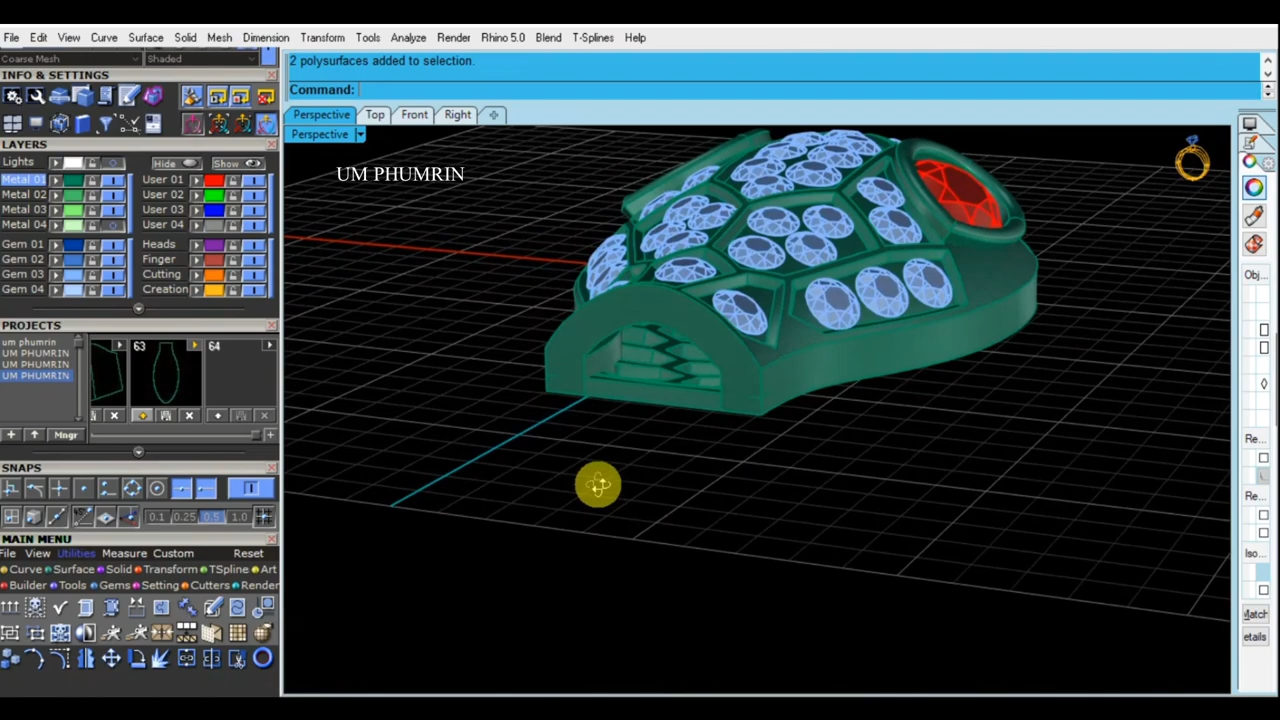 File Edit View Curve Surface Solid Mesh Dimension Transform Tools Analyze Render Rhino 5.0 Blend T-Splines Help
Coarse Mesh Shaded
2 polysurfaces added to selection.
Command:
INFO & SETTINGS
Perspective Top Front Right
Perspective
LAYERS
Lights Hide Show
Metal 01 User 01
Metal 02 User 02
Metal 03 User 03
Metal 04 User 04
Gem 01 Heads
Gem 02 Finger
Gem 03 Cutting
Gem 04 Creation
UM PHUMRIN
PROJECTS
um phumrin
UM PHUMRIN
UM PHUMRIN
UM PHUMRIN
63 64
Mngr
SNAPS
0.1 0.25 0.5 1.0
MAIN MENU
File View Utilities Measure Custom Reset
Curve Surface Solid Transform TSpline Art
Builder Tools Gems Setting Cutters Render
Obj...
Re...
Re...
Iso...
Match
etails